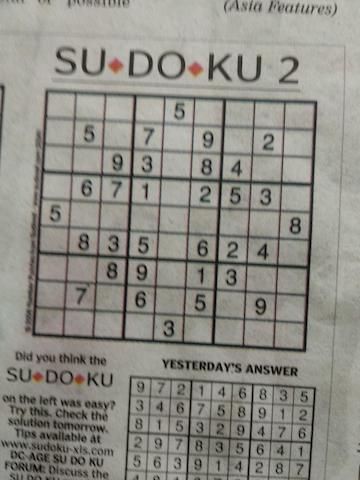 (Asia Features)
SU♦DO♦KU 2
5
5 7 9 2
9 3 8 4
6 7 1 2 5 3
5 8
8 3 5 6 2 4
8 9 1 3
7 6 5 9
3
Did you think the
SU♦DO♦KU
on the left was easy?
Try this. Check the
solution tomorrow.
Tips available at
www.sudoku-xls.com
DC-AGE SU DO KU
FORUM: Discuss the
YESTERDAY'S ANSWER
9 7 2 1 4 6 8 3 5
3 4 6 7 5 8 9 1 2
8 1 5 3 2 9 4 7 6
2 9 7 8 3 5 6 4 1
5 6 3 9 1 4 2 8 7